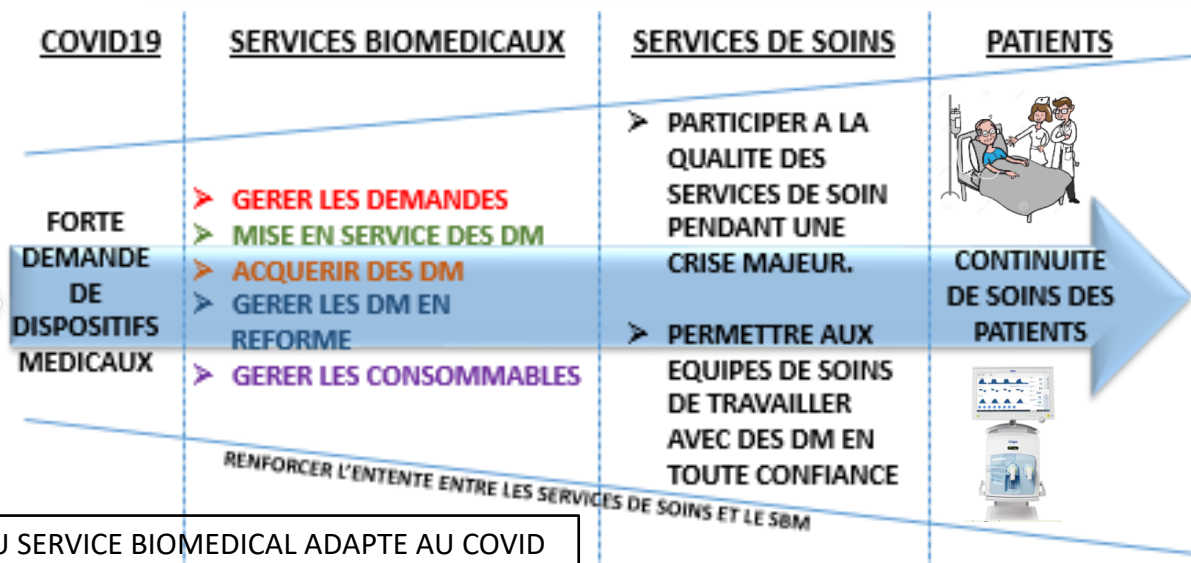 COVID19
SERVICES BIOMEDICAUX
SERVICES DE SOINS
PATIENTS
FORTE
DEMANDE
DE
DISPOSITIFS
MEDICAUX
➢ GERER LES DEMANDES
➢ MISE EN SERVICE DES DM
➢ ACQUERIR DES DM
➢ GERER LES DM EN
REFORME
➢ GERER LES CONSOMMABLES
➢ PARTICIPER A LA
QUALITE DES
SERVICES DE SOIN
PENDANT UNE
CRISE MAJEUR.
➢ PERMETTRE AUX
EQUIPES DE SOINS
DE TRAVAILLER
AVEC DES DM EN
TOUTE CONFIANCE
CONTINUITE
DE SOINS DES
PATIENTS
RENFORCER L'ENTENTE ENTRE LES SERVICES DE SOINS ET LE SBM
SERVICE BIOMEDICAL ADAPTE AU COVID